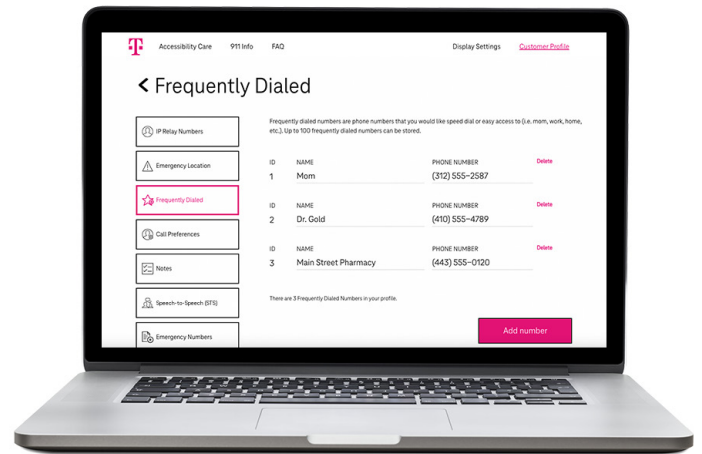 T Accessibility Care 911 Info FAQ Display Settings Customer Profile
Frequently Dialed
IP Relay Numbers
Emergency Location
Frequently Dialed
Call Preferences
Notes
Speech-to-Speech (STS)
Emergency Numbers
Frequently dialed numbers are phone numbers that you would like speed dial or easy access to (i.e. mom, work, home,
etc.). Up to 100 frequently dialed numbers can be stored.
ID NAME PHONE NUMBER Delete
1 Mom (312) 555-2587
ID NAME PHONE NUMBER Delete
2 Dr. Gold (410) 555-4789
ID NAME PHONE NUMBER Delete
3 Main Street Pharmacy (443) 555-0120
There are 3 Frequently Dialed Numbers in your profile.
Add number